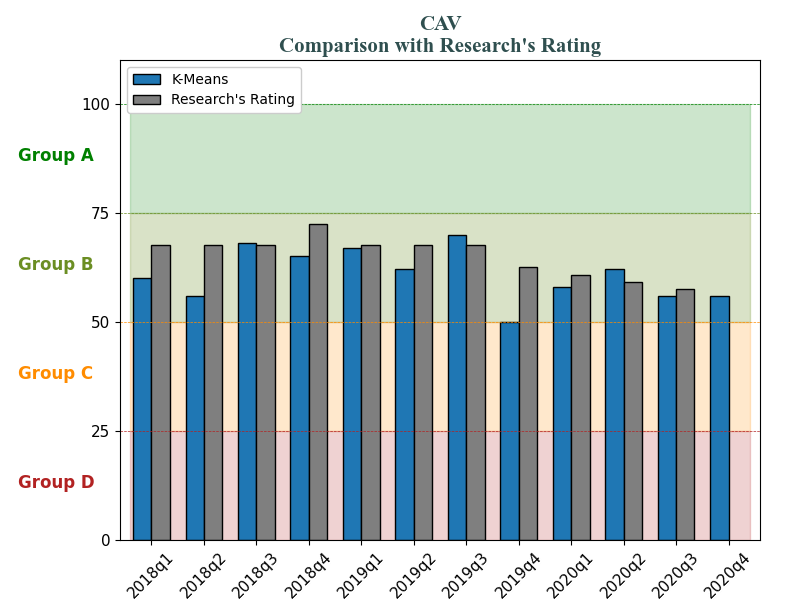 CAV
Comparison with Research's Rating
K-Means
Research's Rating
100
Group A
75
Group B
50
Group C
25
Group D
0
2018q1 2018q2 2018q3 2018q4 2019q1 2019q2 2019q3 2019q4 2020q1 2020q2 2020q3 2020q4